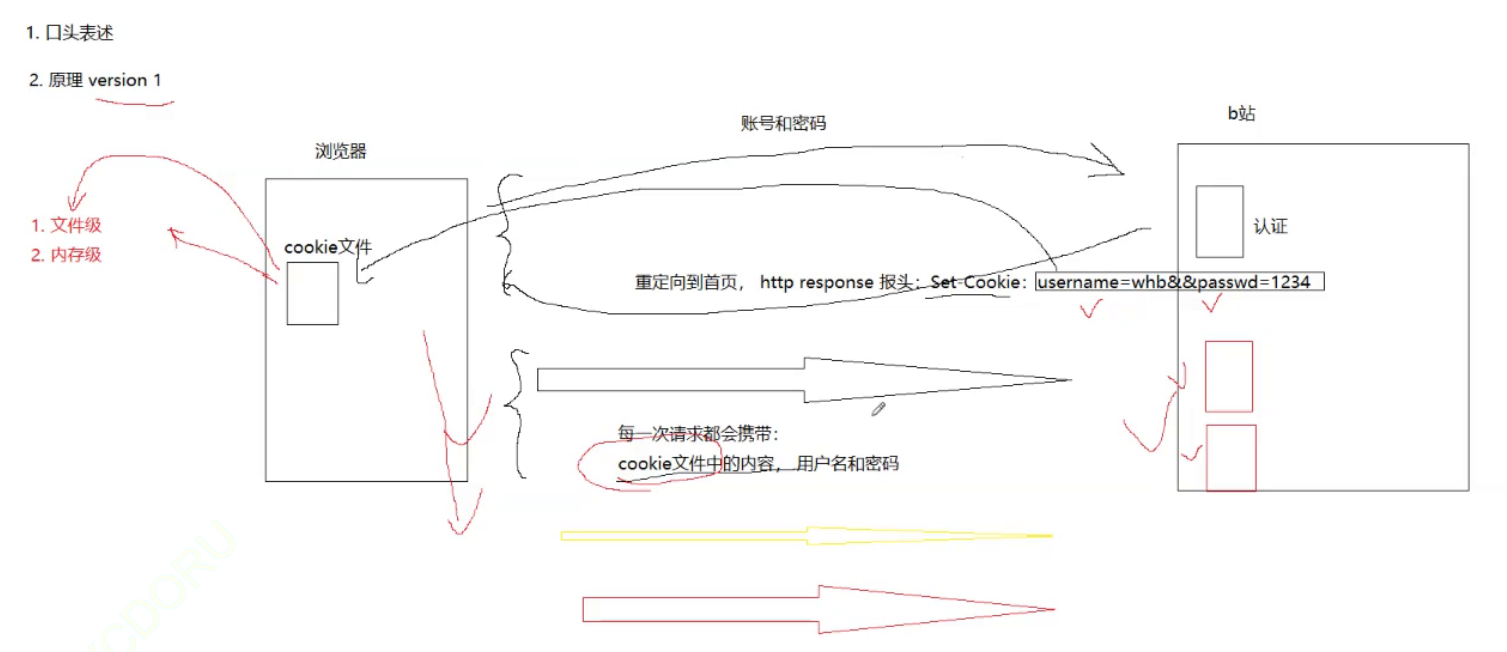 1. 口头表述
2. 原理 version 1
b站
账号和密码
浏览器
1. 文件级
2. 内存级
cookie文件
认证
重定向到首页， http response 报头：Set-Cookie：username=whb&&passwd=1234
每一次请求都会携带：
cookie文件中的内容，用户名和密码